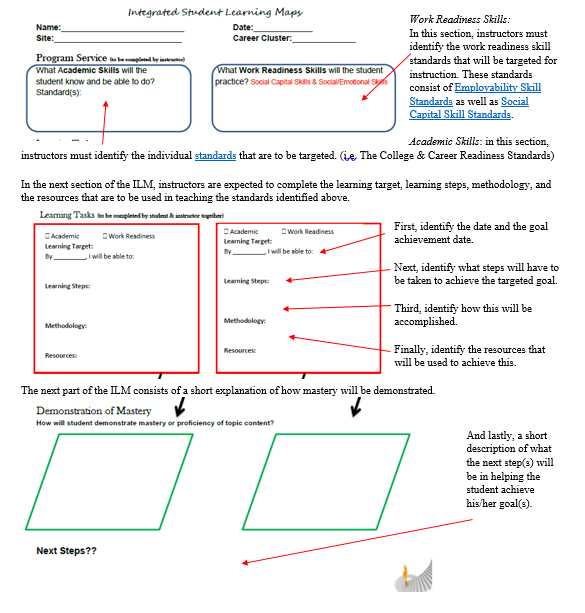 Integrated Student Learning Maps
Name:
Date:
Site:
Career Cluster:
Program Service (to be completed by instructor)
What Academic Skills will the
student know and be able to do?
Standard(s):
What Work Readiness Skills will the student
practice? Social Capital Skills & Social/Emotional Skills
Work Readiness Skills:
In this section, instructors must
identify the work readiness skill
standards that will be targeted for
instruction. These standards
consist of Employability Skill
Standards as well as Social
Capital Skill Standards.
Academic Skills: in this section,
instructors must identify the individual standards that are to be targeted. (i.e. The College & Career Readiness Standards)
In the next section of the ILM, instructors are expected to complete the learning target, learning steps, methodology, and
the resources that are to be used in teaching the standards identified above.
Learning Tasks (to be completed by student & instructor together)
☐ Academic ☐ Work Readiness
Learning Target:
By ________, I will be able to:
Learning Steps:
Methodology:
Resources:
☐ Academic ☐ Work Readiness
Learning Target:
By ________, I will be able to:
Learning Steps:
Methodology:
Resources:
First, identify the date and the goal
achievement date.
Next, identify what steps will have to
be taken to achieve the targeted goal.
Third, identify how this will be
accomplished.
Finally, identify the resources that
will be used to achieve this.
The next part of the ILM consists of a short explanation of how mastery will be demonstrated.
Demonstration of Mastery
How will student demonstrate mastery or proficiency of topic content?
And lastly, a short
description of what
the next step(s) will
be in helping the
student achieve
his/her goal(s).
Next Steps??